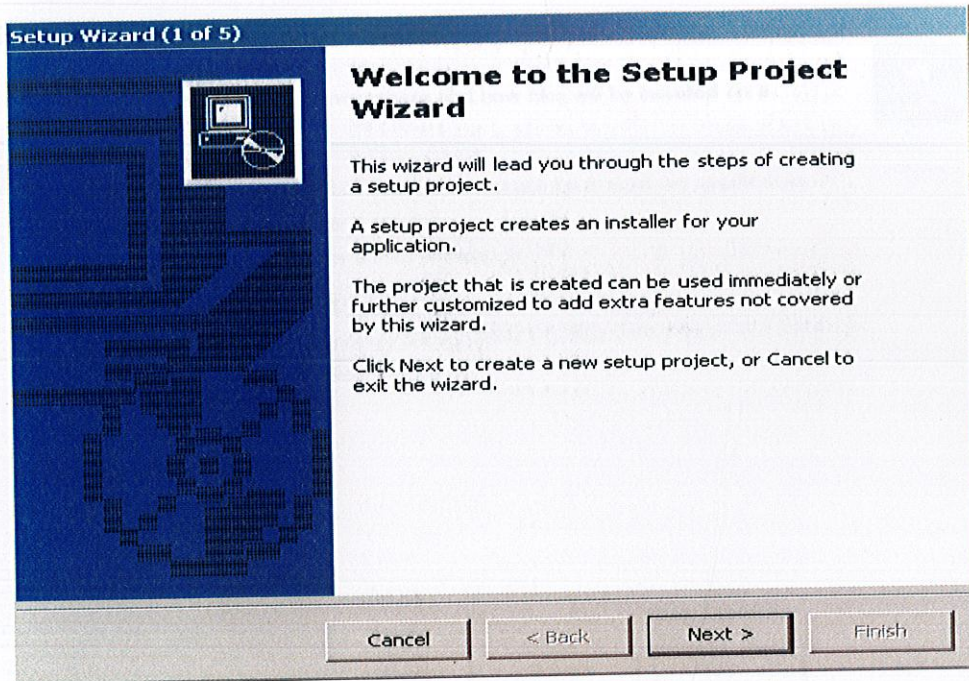 Setup Wizard (1 of 5)
Welcome to the Setup Project
Wizard
This wizard will lead you through the steps of creating
a setup project.
A setup project creates an installer for your
application.
The project that is created can be used immediately or
further customized to add extra features not covered
by this wizard.
Click Next to create a new setup project, or Cancel to
exit the wizard.
Cancel
< Back
Next >
Finish